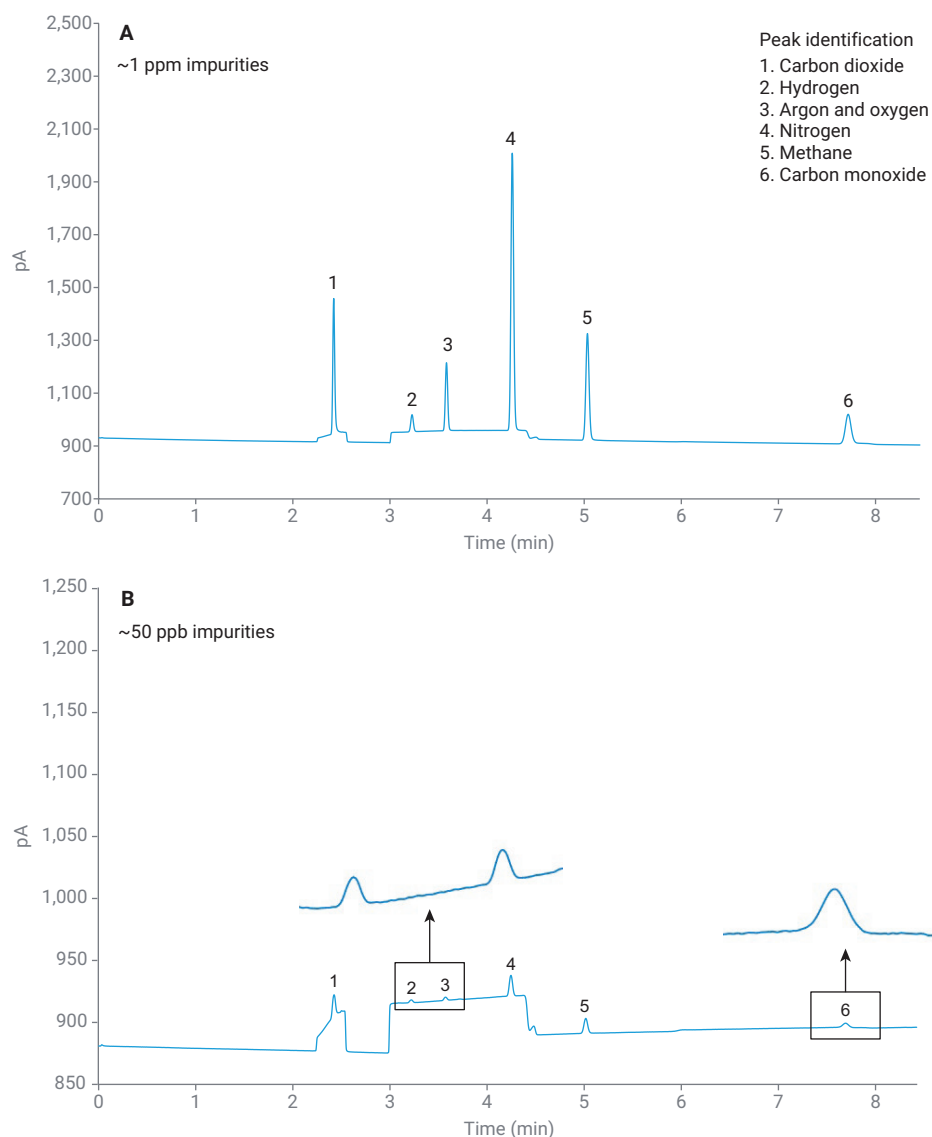 A
~1 ppm impurities
Peak identification
1. Carbon dioxide
2. Hydrogen
3. Argon and oxygen
4. Nitrogen
5. Methane
6. Carbon monoxide
2,500
2,300
2,100
1,900
1,700
1,500
1,300
1,100
900
700
pA
1
2
3
4
5
6
0 1 2 3 4 5 6 7 8
Time (min)
B
~50 ppb impurities
1,250
1,200
1,150
1,100
1,050
1,000
950
900
850
pA
1
2
3
4
5
6
0 1 2 3 4 5 6 7 8
Time (min)